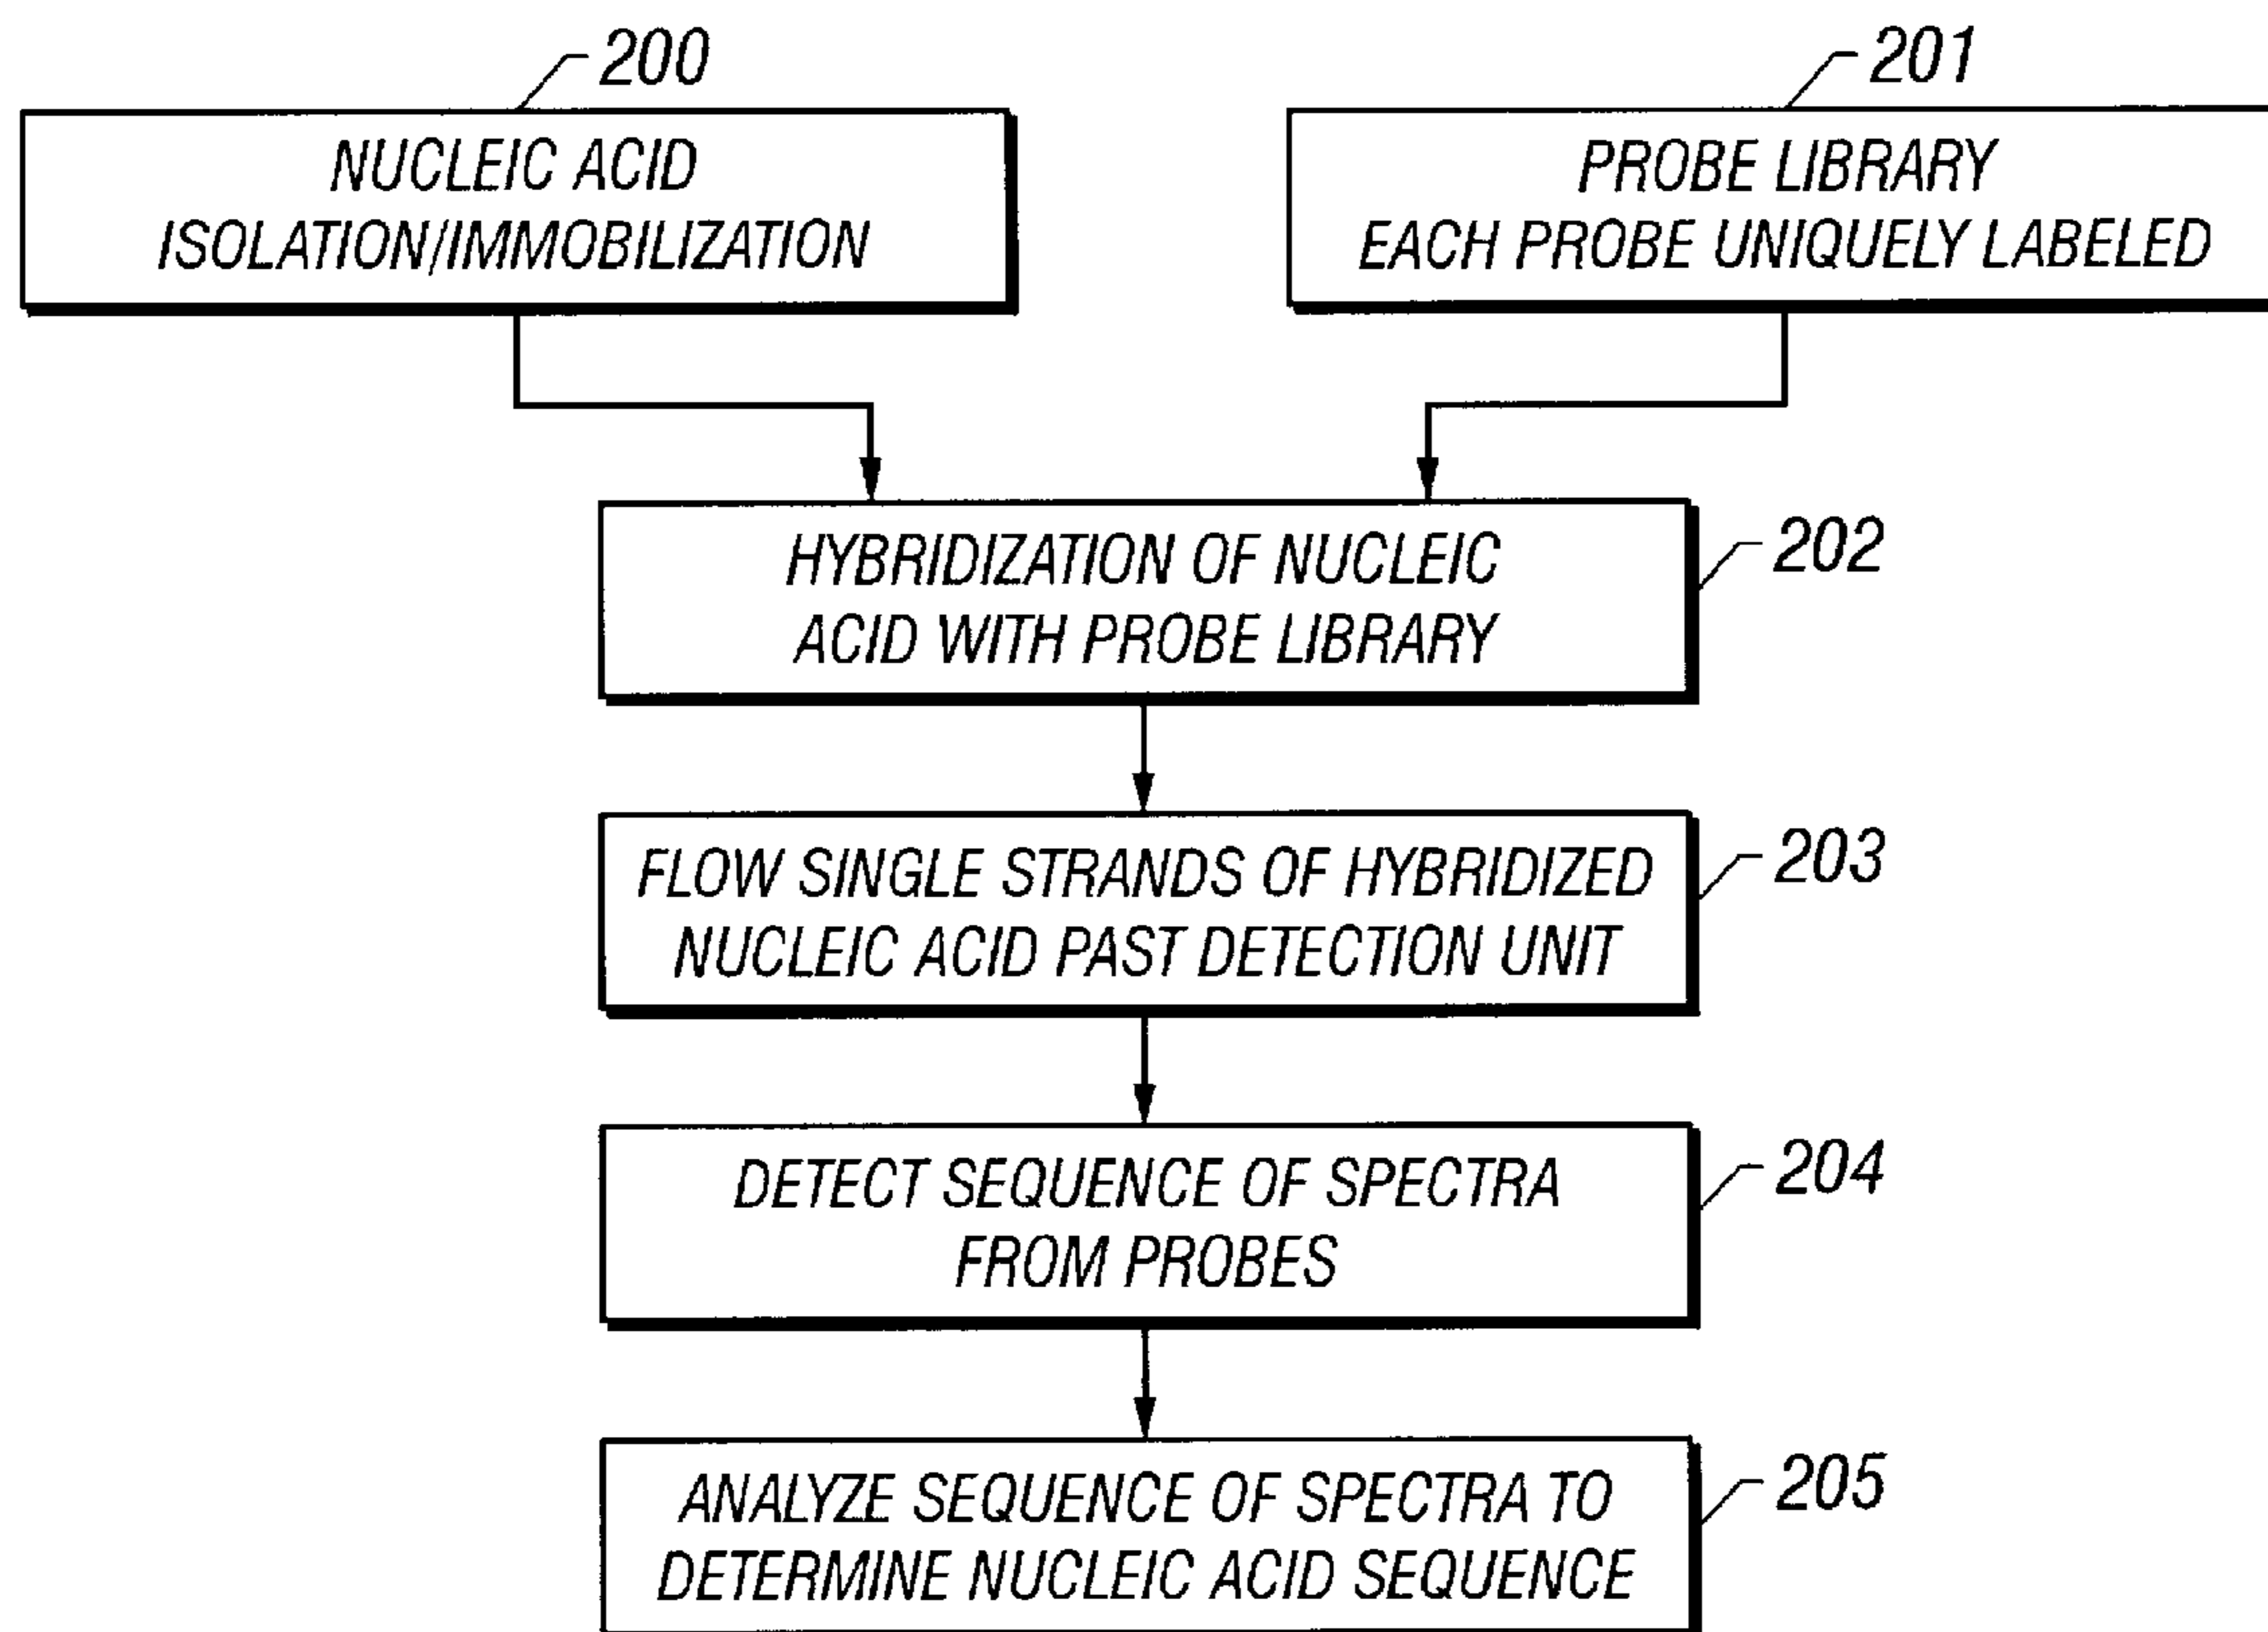 200
NUCLEIC ACID
ISOLATION/IMMOBILIZATION
201
PROBE LIBRARY
EACH PROBE UNIQUELY LABELED
HYBRIDIZATION OF NUCLEIC
ACID WITH PROBE LIBRARY
202
FLOW SINGLE STRANDS OF HYBRIDIZED
NUCLEIC ACID PAST DETECTION UNIT
203
DETECT SEQUENCE OF SPECTRA
FROM PROBES
204
ANALYZE SEQUENCE OF SPECTRA TO
DETERMINE NUCLEIC ACID SEQUENCE
205